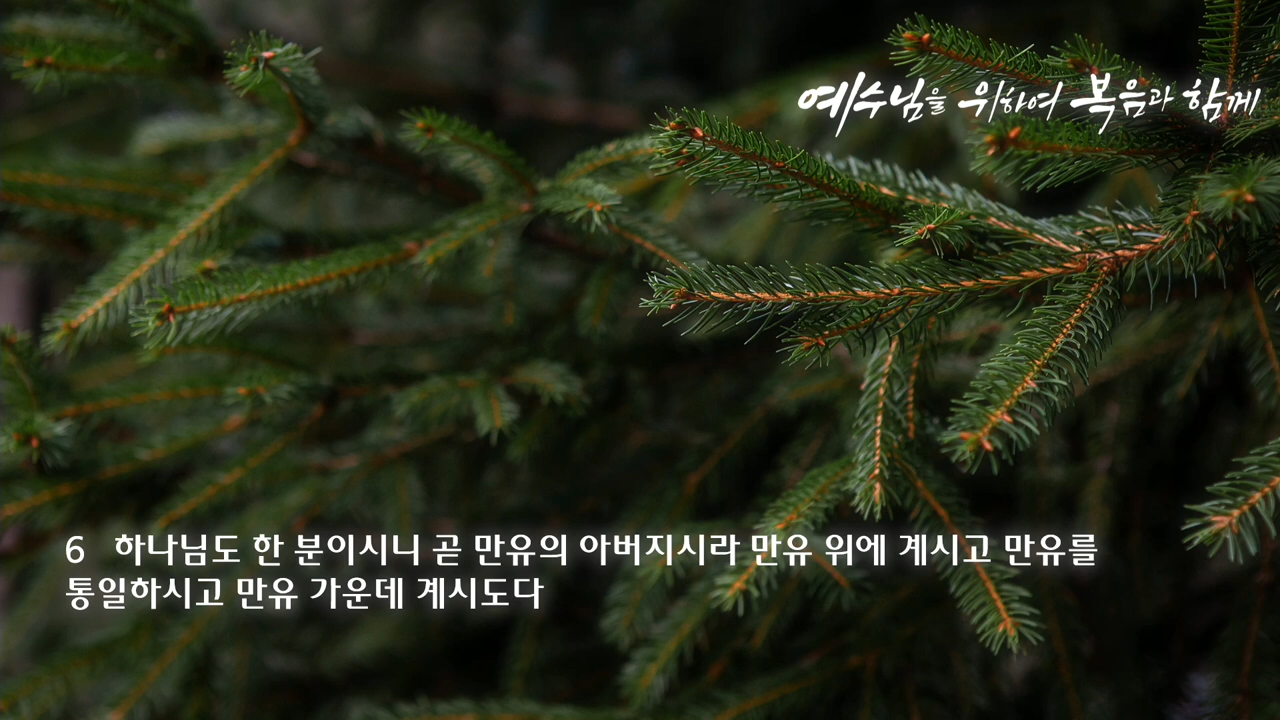 예수님을 위하여 복음과 함께
6 하나님도 한 분이시니 곧 만유의 아버지시라 만유 위에 계시고 만유를
통일하시고 만유 가운데 계시도다